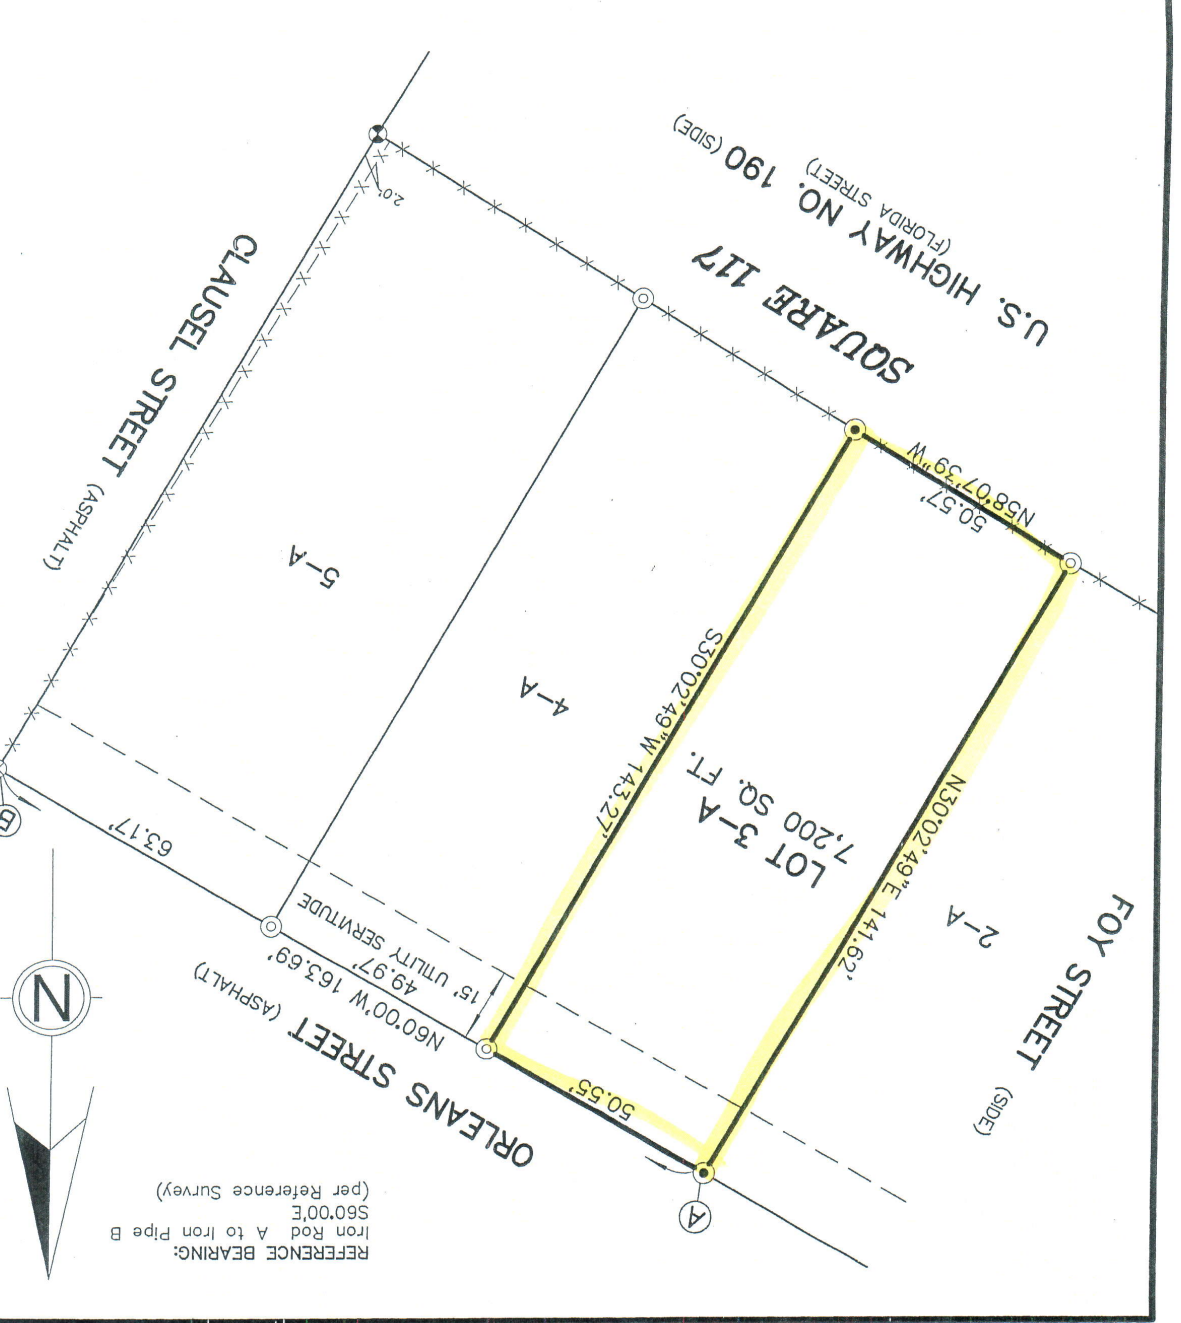 REFERENCE BEARING:
Iron Rod A to Iron Pipe B
S60°00'E
(per Reference Survey)
A
ORLEANS STREET (ASPHALT)
N60°00'W 163.69'
50.55'
49.97'
63.17'
15' UTILITY SERVITUDE
N
B
FOY STREET (SIDE)
2-A
N30°02'49"E 141.62'
LOT 3-A
7,200 SQ. FT.
S30°02'49"W 143.27'
4-A
5-A
CLAUSEL STREET (ASPHALT)
N58°07'39"W
50.57'
SQUARE 117
U.S. HIGHWAY NO. 190 (SIDE)
(FLORIDA STREET)
2.0'